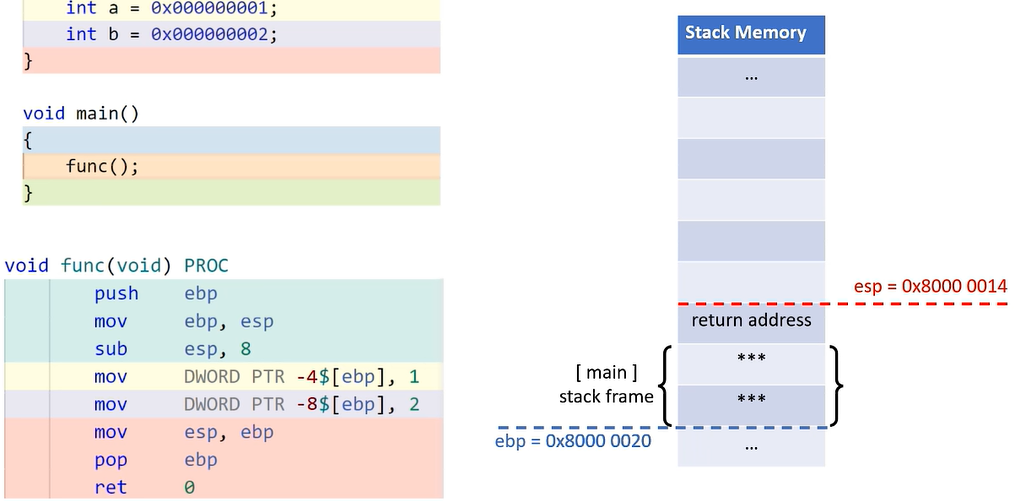 int a = 0x000000001;
int b = 0x000000002;
}
void main()
{
func();
}
void func(void) PROC
push ebp
mov ebp, esp
sub esp, 8
mov DWORD PTR -4$[ebp], 1
mov DWORD PTR -8$[ebp], 2
mov esp, ebp
pop ebp
ret 0
Stack Memory
...
esp = 0x8000 0014
return address
[ main ]
stack frame
***
***
ebp = 0x8000 0020
...